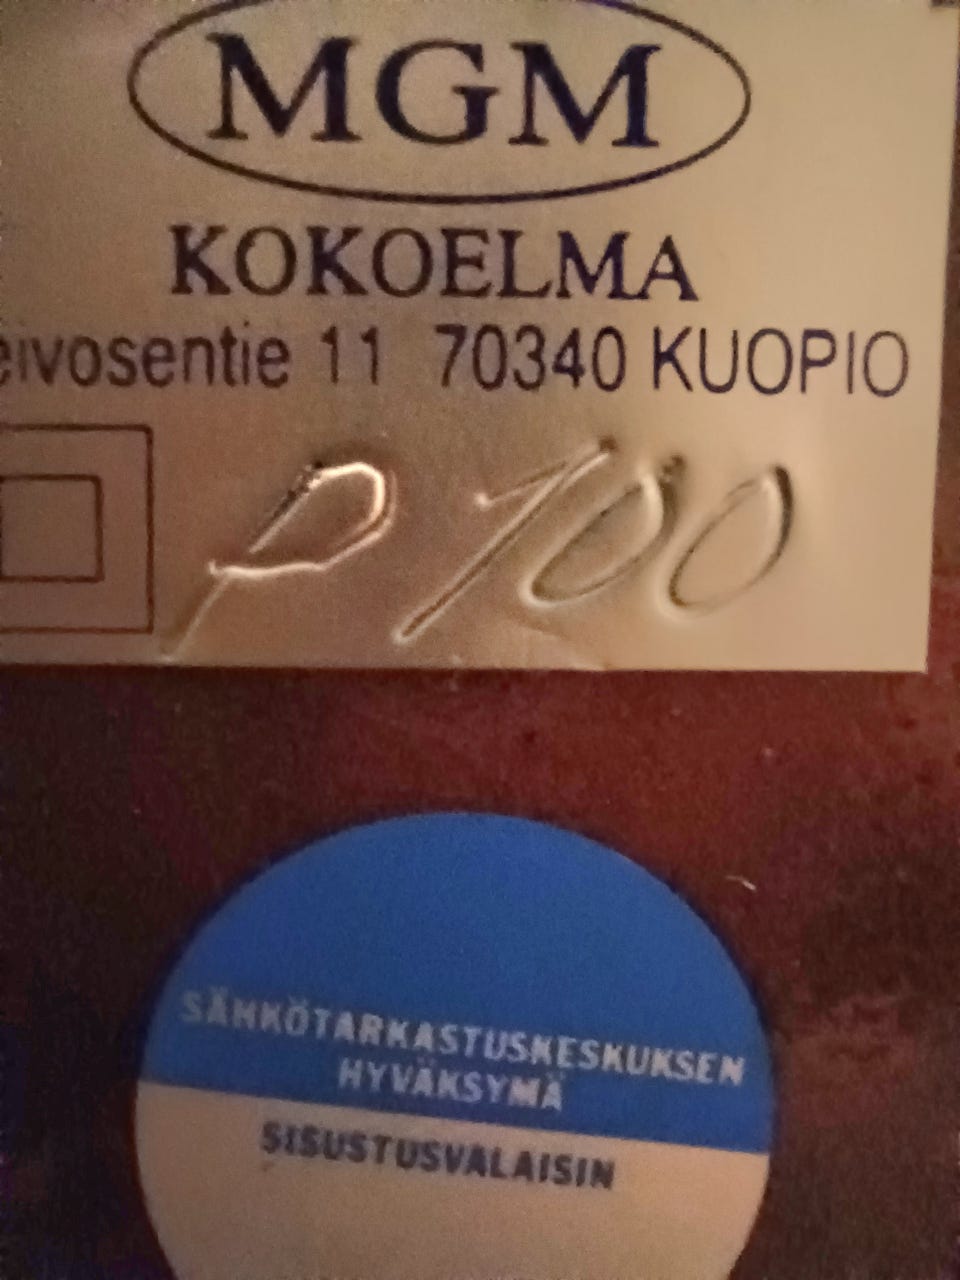 MGM
KOKOELMA
eivosentie 11 70340 KUOPIO
P 100
SÄHKÖTARKASTUSKESKUKSEN
HYVÄKSYMÄ
SISUSTUSVALAISIN